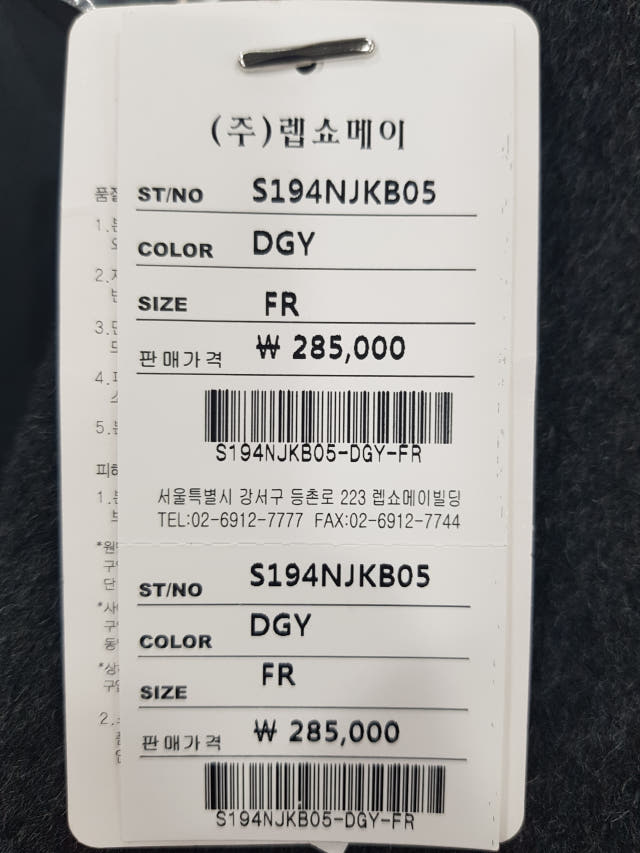 (주)렙쇼메이
ST/NO S194NJKB05
COLOR DGY
SIZE FR
판매가격 ₩ 285,000
S194NJKB05-DGY-FR
서울특별시 강서구 등촌로 223 렙쇼메이빌딩
TEL:02-6912-7777 FAX:02-6912-7744
ST/NO S194NJKB05
COLOR DGY
SIZE FR
판매가격 ₩ 285,000
S194NJKB05-DGY-FR